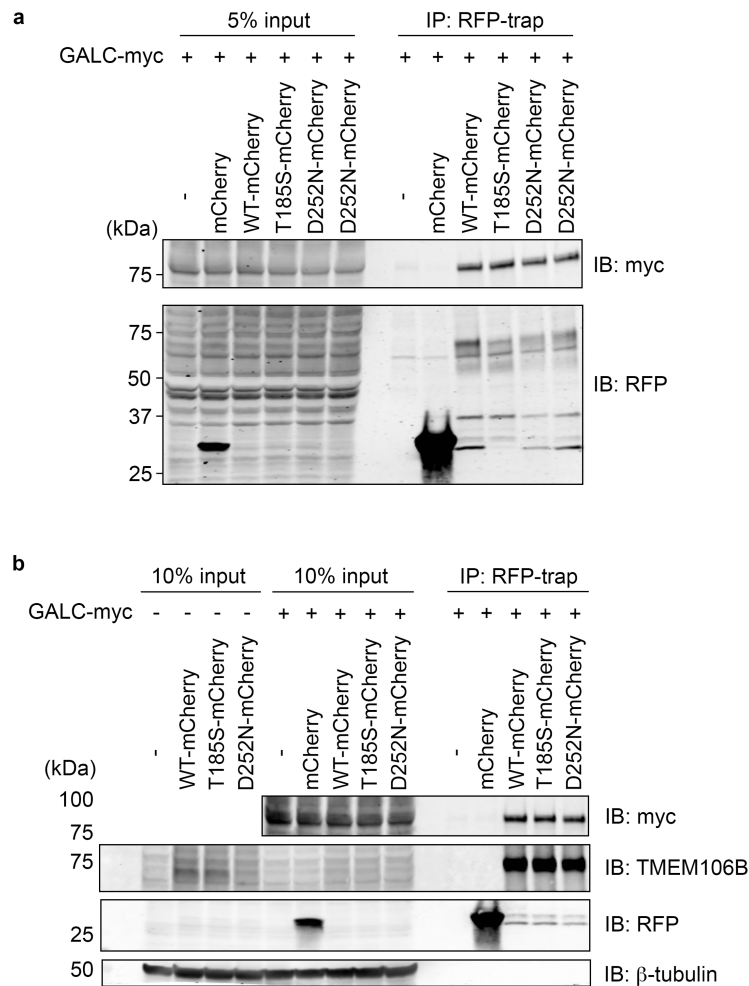 a
5% input IP: RFP-trap
GALC-myc + + + + + + + + + + + +
- mCherry WT-mCherry T185S-mCherry D252N-mCherry D252N-mCherry - mCherry WT-mCherry T185S-mCherry D252N-mCherry D252N-mCherry
(kDa)
75 IB: myc
75
50
IB: RFP
37
25
b
10% input 10% input IP: RFP-trap
GALC-myc - - - - + + + + + + + + + +
- WT-mCherry T185S-mCherry D252N-mCherry - mCherry WT-mCherry T185S-mCherry D252N-mCherry - mCherry WT-mCherry T185S-mCherry D252N-mCherry
(kDa)
100
IB: myc
75
75 IB: TMEM106B
IB: RFP
25
50 IB: β-tubulin